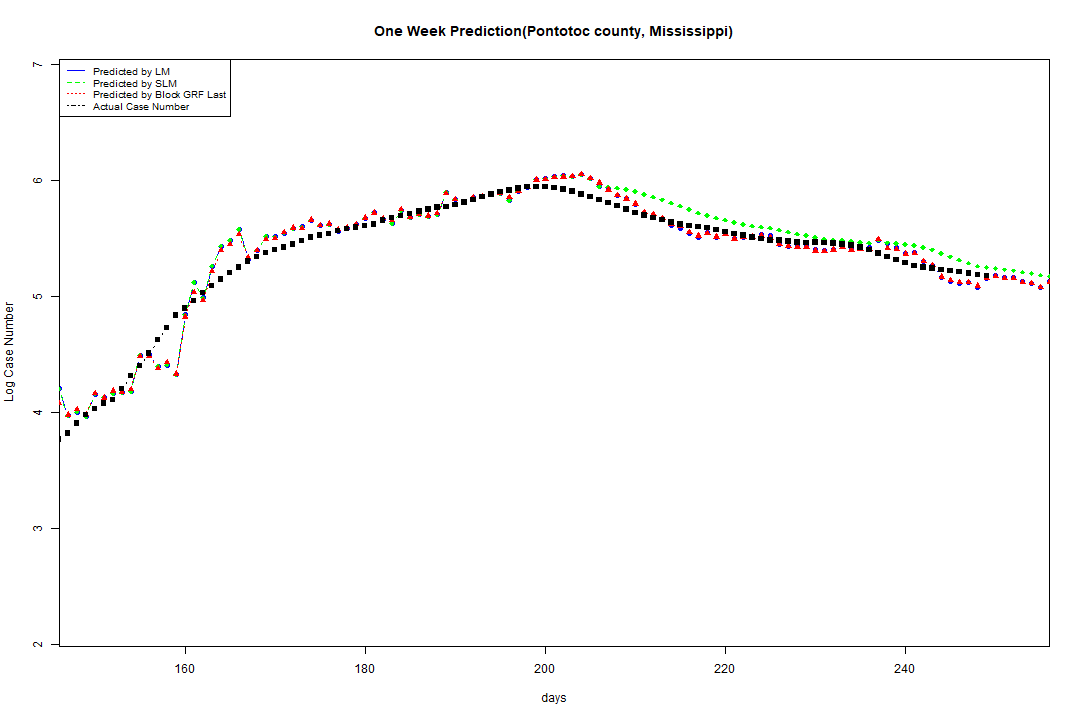 One Week Prediction(Pontotoc county, Mississippi)
7
Predicted by LM
Predicted by SLM
Predicted by Block GRF Last
Actual Case Number
6
5
4
3
2
Log Case Number
160 180 200 220 240
days